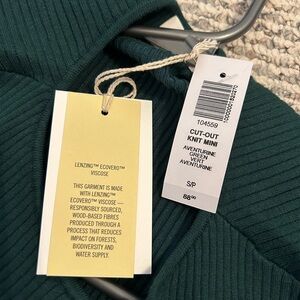 LENZING™ ECOVERO™
VISCOSE
THIS GARMENT IS MADE
WITH LENZING™
ECOVERO™ VISCOSE —
RESPONSIBLY SOURCED,
WOOD-BASED FIBRES
PRODUCED THROUGH A
PROCESS THAT REDUCES
IMPACT ON FORESTS,
BIODIVERSITY AND
WATER SUPPLY.
104559
CUT-OUT
KNIT MINI
AVENTURINE
GREEN
VERT
AVENTURINE
S/P